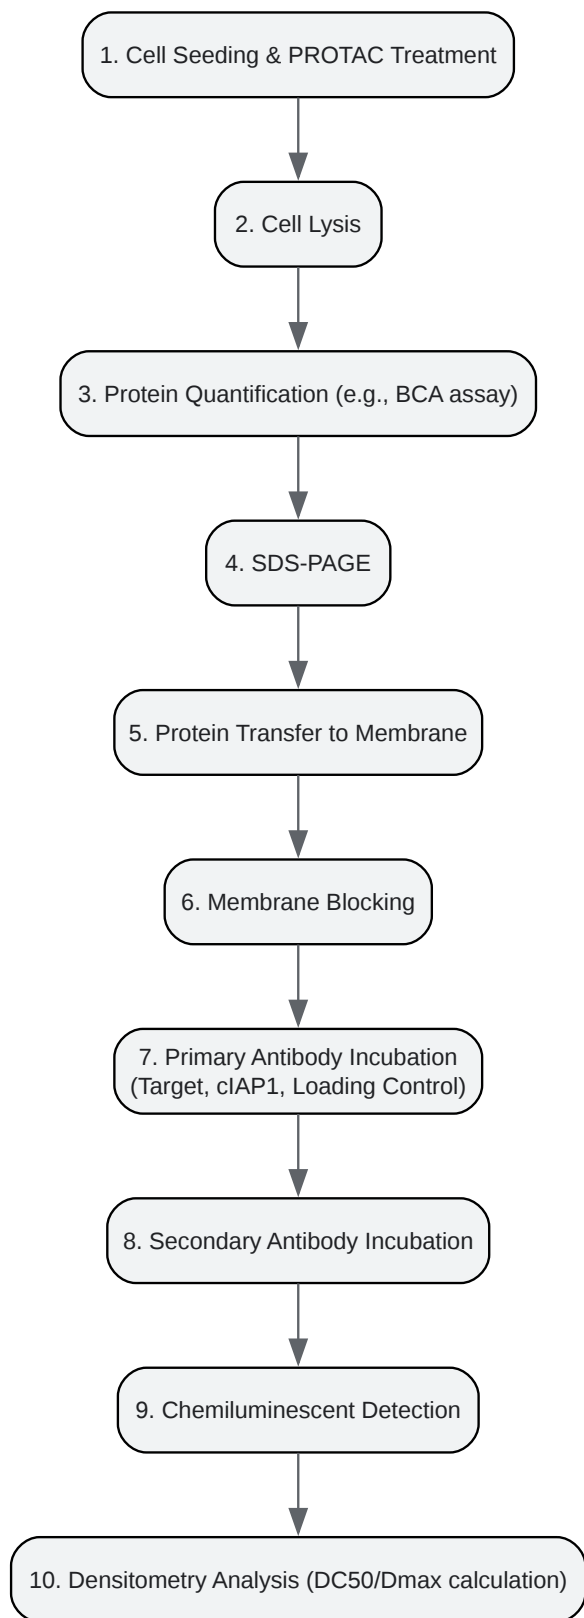 1. Cell Seeding & PROTAC Treatment
2. Cell Lysis
3. Protein Quantification (e.g., BCA assay)
4. SDS-PAGE
5. Protein Transfer to Membrane
6. Membrane Blocking
7. Primary Antibody Incubation
(Target, cIAP1, Loading Control)
8. Secondary Antibody Incubation
9. Chemiluminescent Detection
10. Densitometry Analysis (DC50/Dmax calculation)